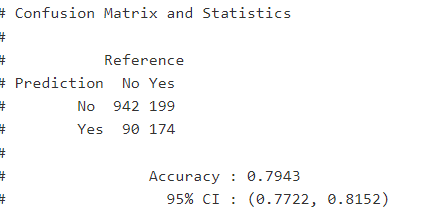 # Confusion Matrix and Statistics
#
#           Reference
# Prediction  No Yes
#        No  942 199
#        Yes  90 174
#
#                Accuracy : 0.7943
#                  95% CI : (0.7722, 0.8152)